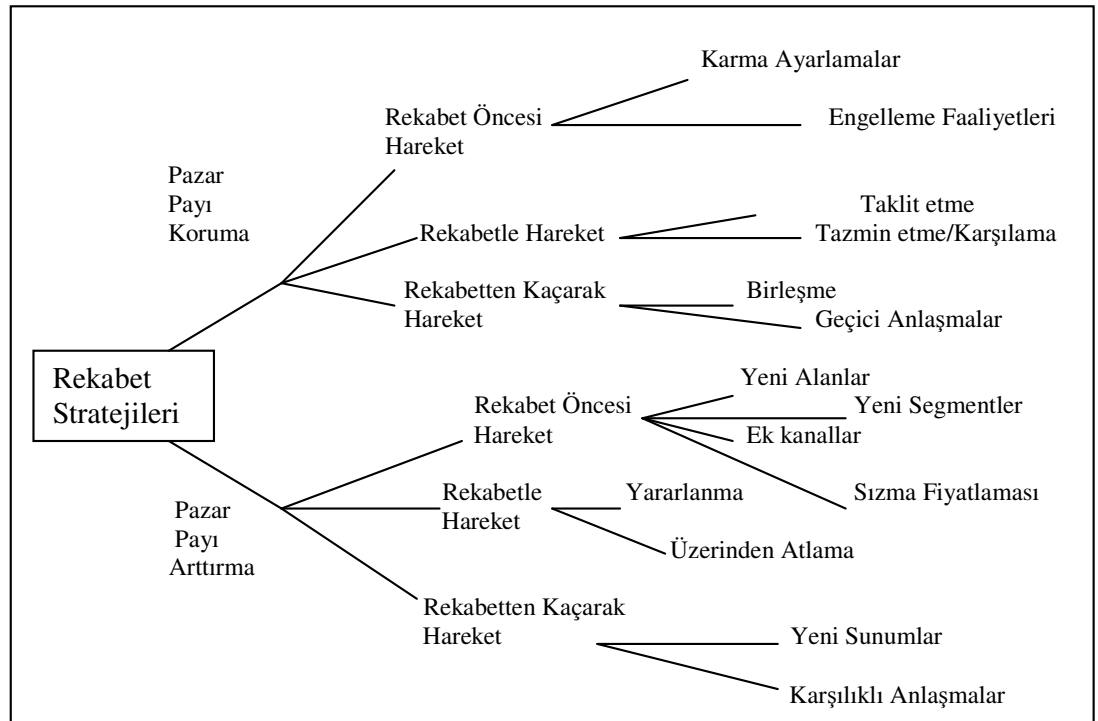 Karma Ayarlamalar
Rekabet Öncesi
Hareket
Engelleme Faaliyetleri
Pazar
Payı
Koruma
Taklit etme
Rekabetle Hareket
Tazmin etme/Karşılama
Rekabetten Kaçarak
Hareket
Birleşme
Geçici Anlaşmalar
Rekabet
Stratejileri
Yeni Alanlar
Rekabet Öncesi
Hareket
Yeni Segmentler
Ek kanallar
Sızma Fiyatlaması
Rekabetle
Hareket
Yararlanma
Üzerinden Atlama
Pazar
Payı
Arttırma
Rekabetten Kaçarak
Hareket
Yeni Sunumlar
Karşılıklı Anlaşmalar